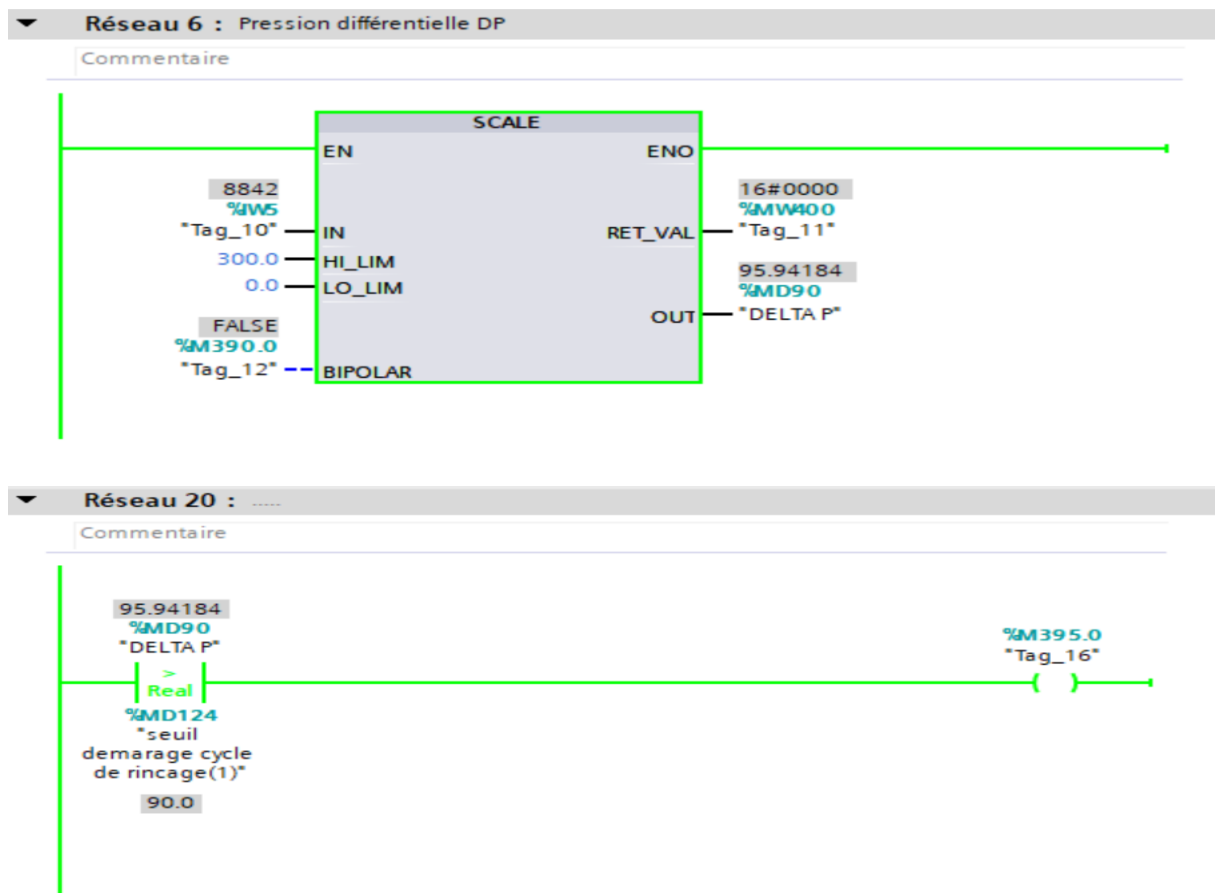 Réseau 6 : Pression différentielle DP
Commentaire
SCALE
EN ENO
8842 16#0000
%IW5 %MW400
"Tag_10" IN RET_VAL "Tag_11"
300.0 HI_LIM 95.94184
0.0 LO_LIM %MD90
OUT "DELTA P"
FALSE
%M390.0
"Tag_12" BIPOLAR
Réseau 20 : .....
Commentaire
95.94184
%MD90 %M395.0
"DELTA P" "Tag_16"
>
Real ( )
%MD124
"seuil
demarage cycle
de rincage(1)"
90.0